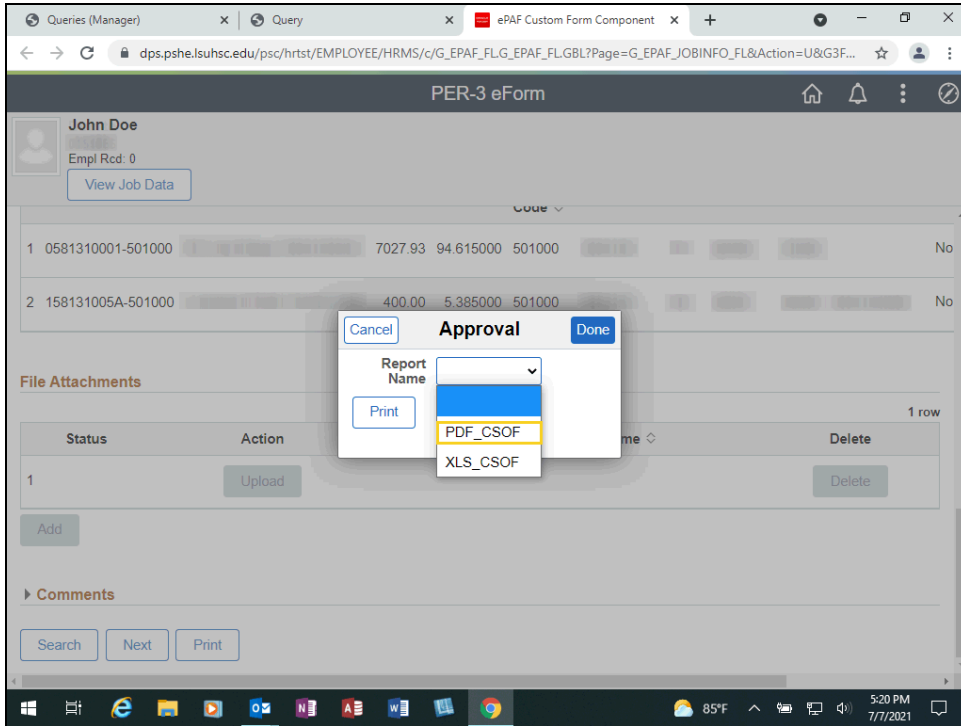 Queries (Manager) Query ePAF Custom Form Component
dps.pshe.lsuhsc.edu/psc/hrtst/EMPLOYEE/HRMS/c/G_EPAF_FL.G_EPAF_FL.GBL?Page=G_EPAF_JOBINFO_FL&Action=U&G3F...
PER-3 eForm
John Doe
Empl Rcd: 0
View Job Data
Code
1 0581310001-501000 7027.93 94.615000 501000 No
2 158131005A-501000 400.00 5.385000 501000 No
Cancel Approval Done
Report
Name
Print
PDF_CSOF
XLS_CSOF
File Attachments
1 row
Status Action me Delete
1 Upload Delete
Add
Comments
Search Next Print
85°F
5:20 PM
7/7/2021